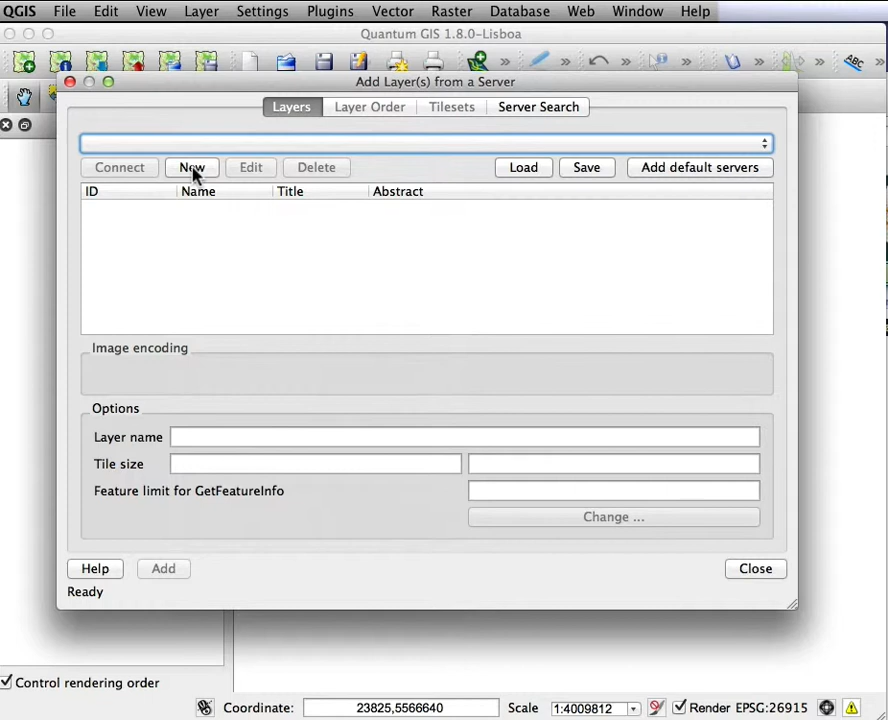 QGIS File Edit View Layer Settings Plugins Vector Raster Database Web Window Help
Quantum GIS 1.8.0-Lisboa
ABC
Add Layer(s) from a Server
Layers Layer Order Tilesets Server Search
Connect New Edit Delete Load Save Add default servers
ID Name Title Abstract
Image encoding
Options
Layer name
Tile size
Feature limit for GetFeatureInfo
Change ...
Help Add Close
Ready
Control rendering order
Coordinate: 23825,5566640 Scale 1:4009812 Render EPSG:26915